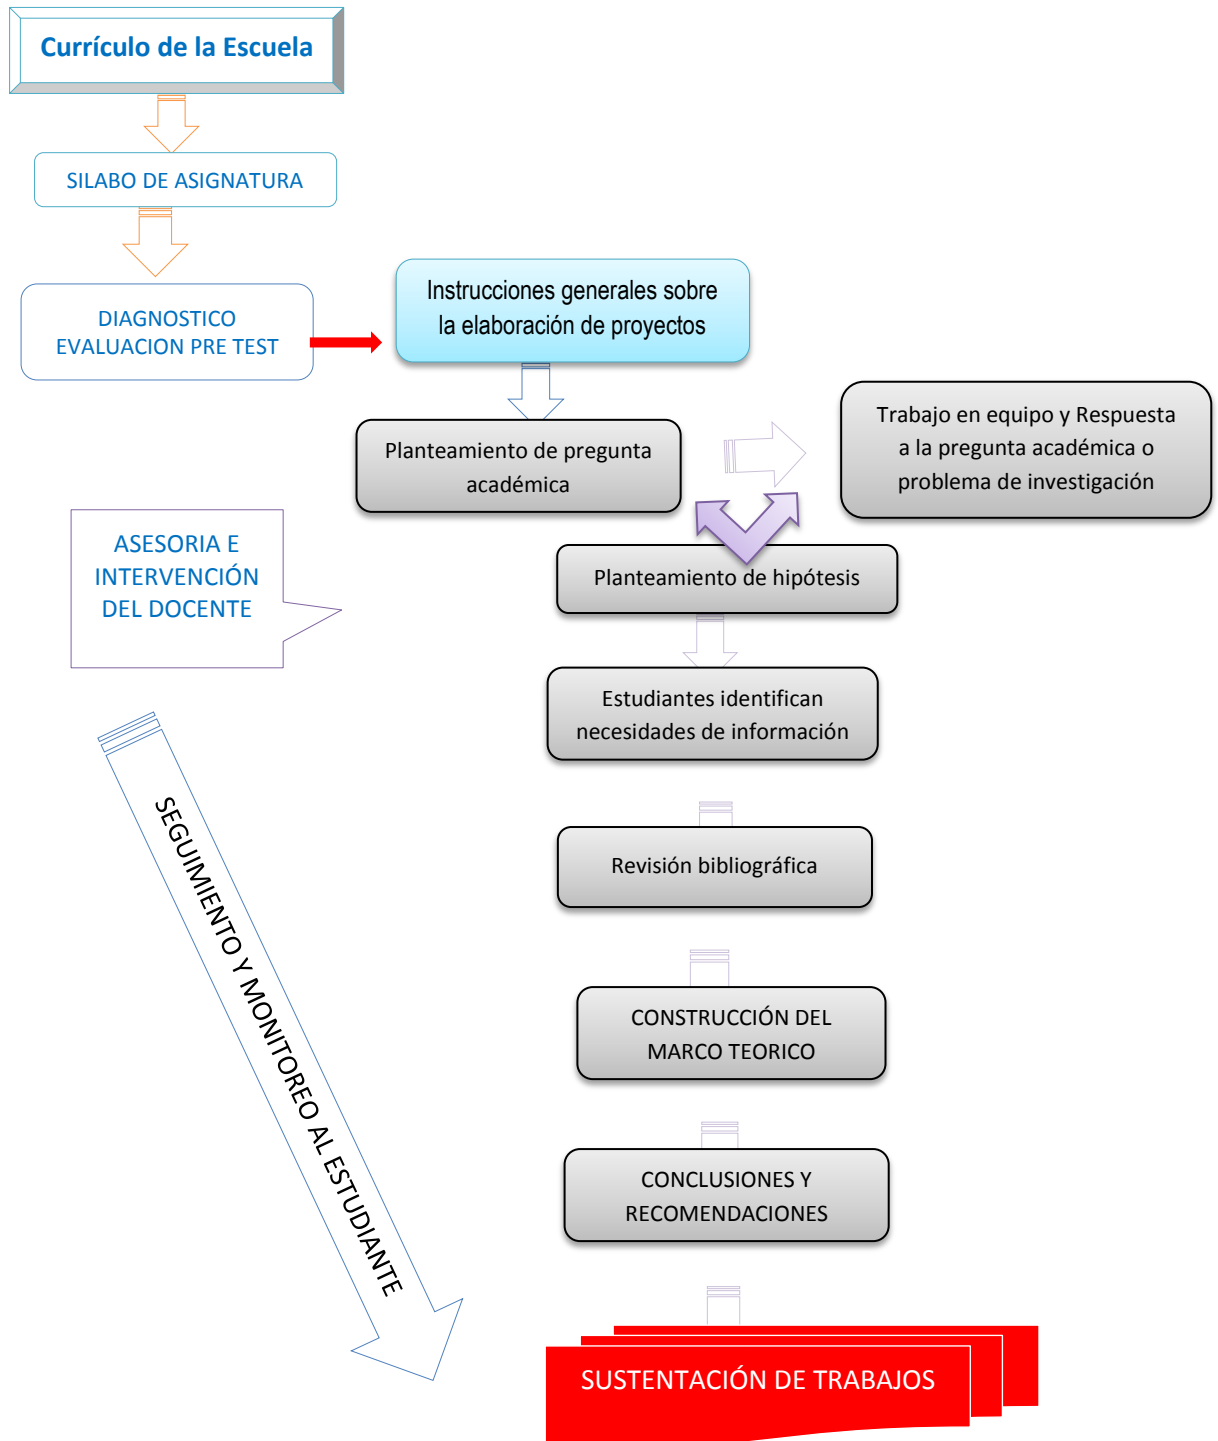 Currículo de la Escuela
SILABO DE ASIGNATURA
DIAGNOSTICO
EVALUACION PRE TEST
Instrucciones generales sobre
la elaboración de proyectos
Planteamiento de pregunta
académica
Trabajo en equipo y Respuesta
a la pregunta académica o
problema de investigación
ASESORIA E
INTERVENCIÓN
DEL DOCENTE
Planteamiento de hipótesis
Estudiantes identifican
necesidades de información
SEGUIMIENTO Y MONITOREO AL ESTUDIANTE
Revisión bibliográfica
CONSTRUCCIÓN DEL
MARCO TEORICO
CONCLUSIONES Y
RECOMENDACIONES
SUSTENTACIÓN DE TRABAJOS